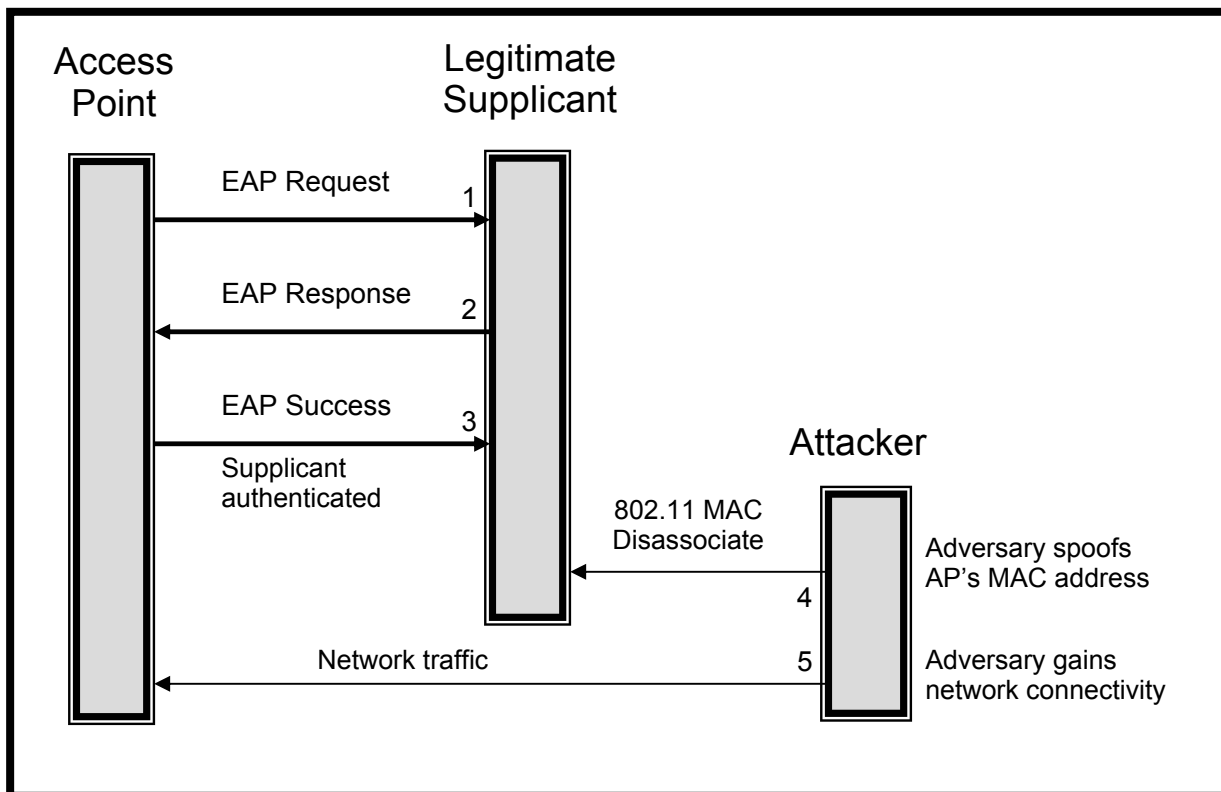 Access
Point
Legitimate
Supplicant
EAP Request
1
EAP Response
2
EAP Success
3
Supplicant
authenticated
Attacker
802.11 MAC
Disassociate
4
Adversary spoofs
AP's MAC address
Network traffic
5
Adversary gains
network connectivity